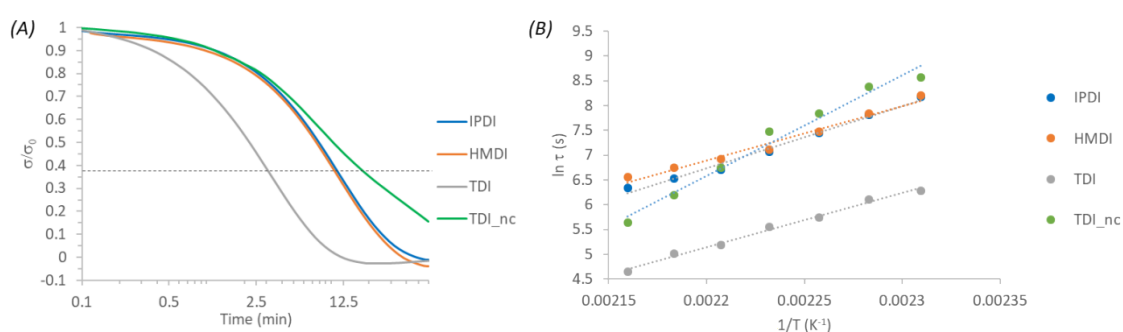 (A)
σ/σ0
1
0.9
0.8
0.7
0.6
0.5
0.4
0.3
0.2
0.1
0
-0.1
0.1
0.5
2.5
12.5
Time (min)
IPDI
HMDI
TDI
TDI_nc
(B)
ln τ (s)
9.5
9
8.5
8
7.5
7
6.5
6
5.5
5
4.5
0.00215
0.0022
0.00225
0.0023
0.00235
1/T (K-1)
IPDI
HMDI
TDI
TDI_nc